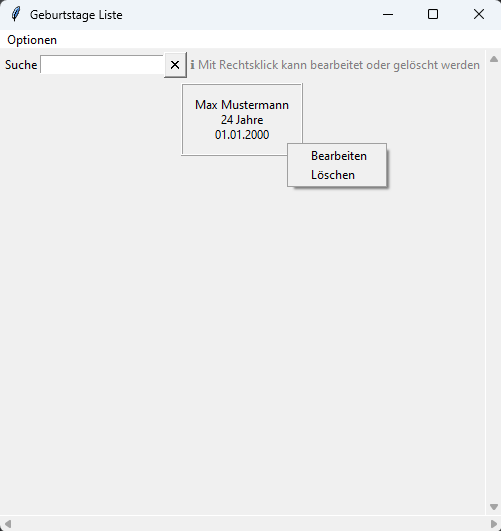 Geburtstage Liste
Optionen
Suche ✕ ℹ Mit Rechtsklick kann bearbeitet oder gelöscht werden
Max Mustermann
24 Jahre
01.01.2000
Bearbeiten
Löschen